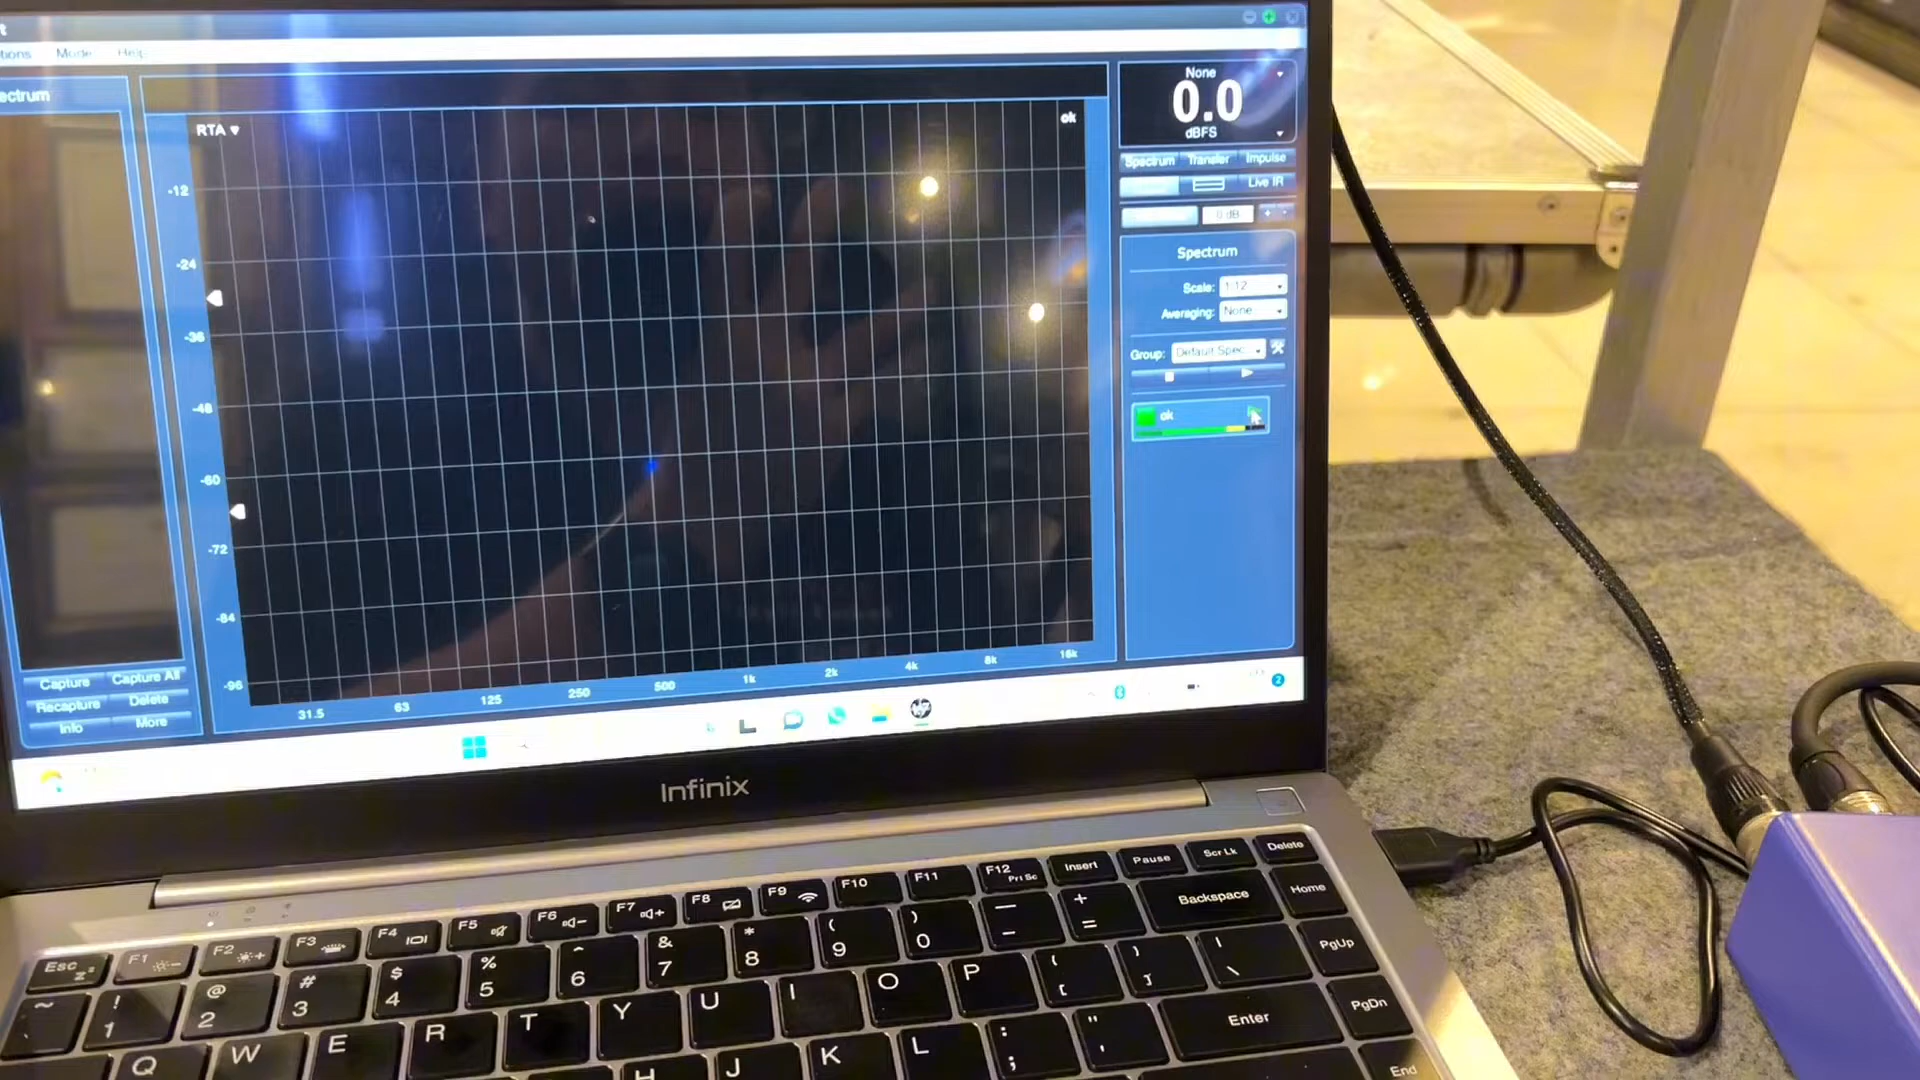 Mode Help
ectrum
RTA
ok
-12
-24
-36
-48
-60
-72
-84
-96
31.5 63 125 250 500 1k 2k 4k 8k 16k
Capture Capture All
Recapture Delete
Info More
None
0.0
dBFS
Spectrum Transfer Impulse
Live IR
0 dB
Spectrum
Scale: 1/12
Averaging: None
Group: Default Spec
ok
2
Infinix
Esc F1 F2 F3 F4 F5 F6 F7 F8 F9 F10 F11 F12 Prt Sc Insert Pause Scr Lk Delete
~ ! 1 @ 2 # 3 $ 4 % 5 ^ 6 & 7 * 8 ( 9 ) 0 — - + = Backspace Home
Q W E R T Y U I O P \ PgUp
H J K L : ; " ' Enter PgDn
End